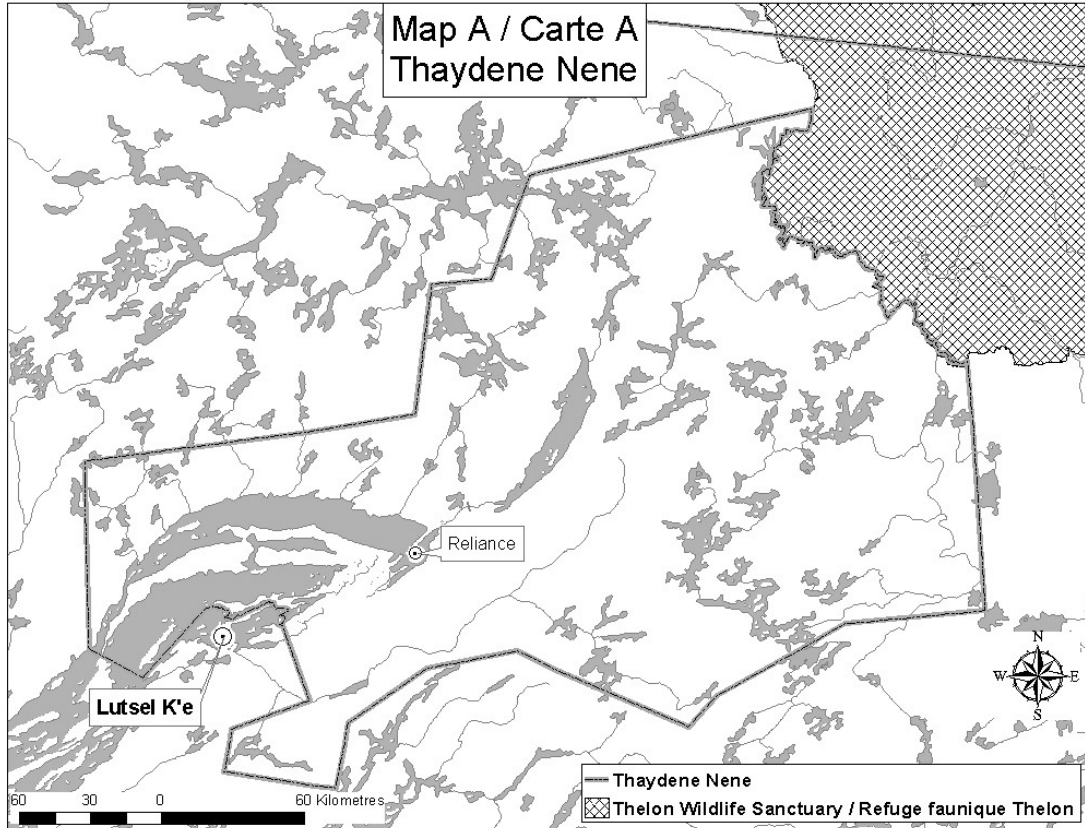 Map A / Carte A
Thaydene Nene
Reliance
Lutsel K'e
N
W E
S
60 30 0 60 Kilometres
Thaydene Nene
Thelon Wildlife Sanctuary / Refuge faunique Thelon